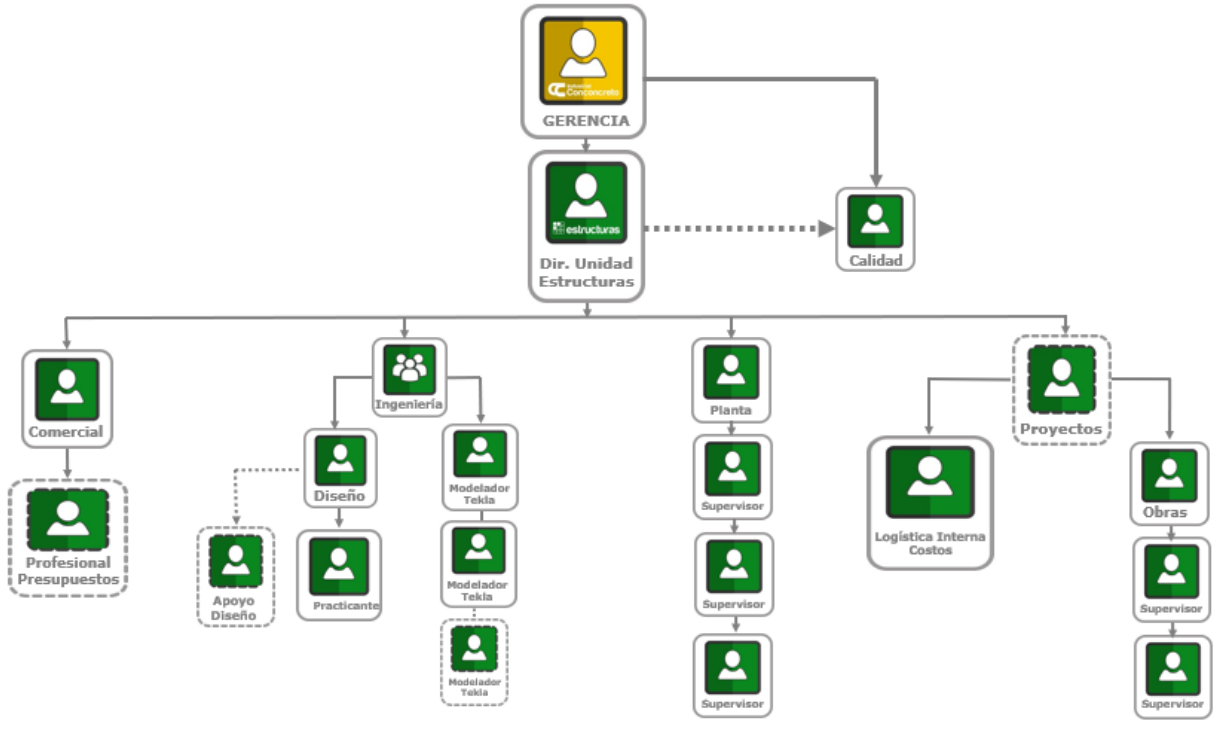 Conconcreto
GERENCIA
estructuras
Dir. Unidad
Estructuras
Calidad
Comercial
Profesional
Presupuestos
Ingeniería
Diseño
Apoyo
Diseño
Practicante
Modelador
Tekla
Modelador
Tekla
Modelador
Tekla
Planta
Supervisor
Supervisor
Supervisor
Proyectos
Logística Interna
Costos
Obras
Supervisor
Supervisor